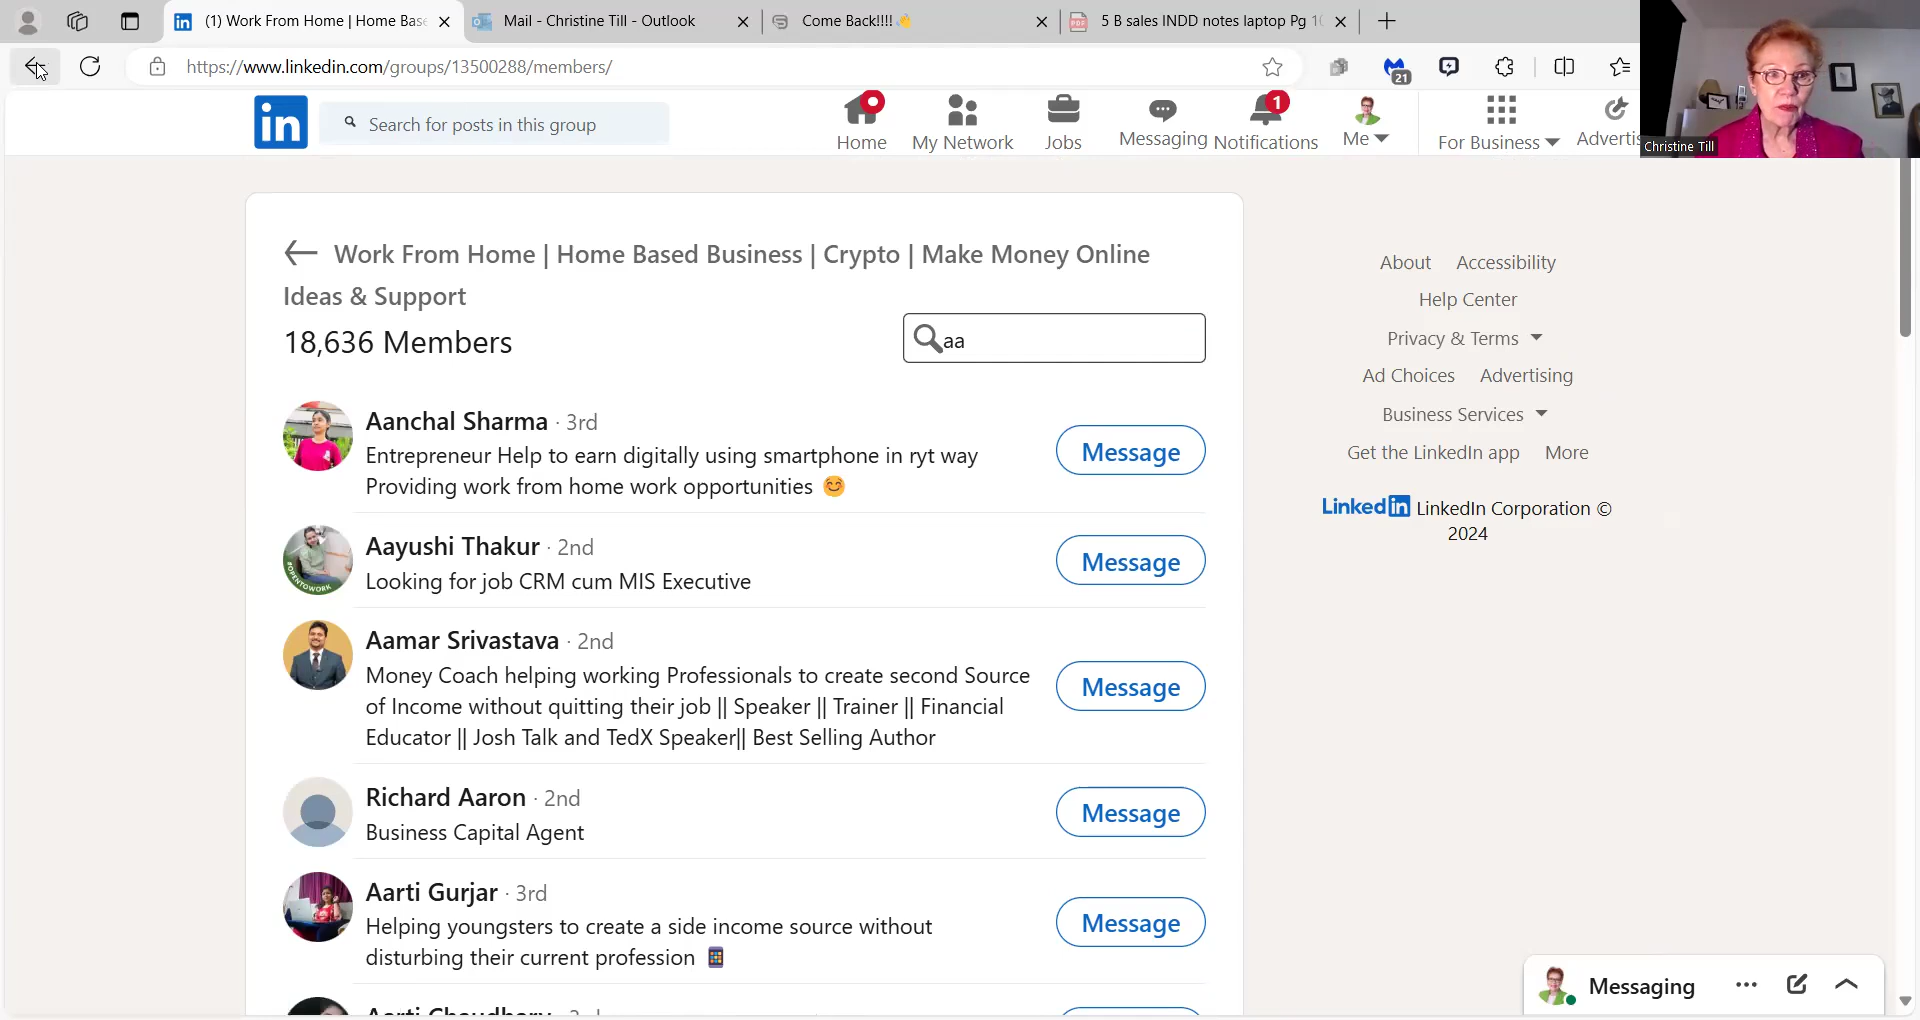 (1) Work From Home | Home Base
Mail - Christine Till - Outlook
Come Back!!!! 👋
5 B sales INDD notes laptop Pg 10
https://www.linkedin.com/groups/13500288/members/
21
in
Search for posts in this group
Home
My Network
Jobs
Messaging
1
Notifications
Me
For Business
Adverti
Christine Till
Work From Home | Home Based Business | Crypto | Make Money Online
Ideas & Support
18,636 Members
aa
Aanchal Sharma · 3rd
Entrepreneur Help to earn digitally using smartphone in ryt way
Providing work from home work opportunities 😊
Message
Aayushi Thakur · 2nd
Looking for job CRM cum MIS Executive
#OPENTOWORK
Message
Aamar Srivastava · 2nd
Money Coach helping working Professionals to create second Source
of Income without quitting their job || Speaker || Trainer || Financial
Educator || Josh Talk and TedX Speaker|| Best Selling Author
Message
Richard Aaron · 2nd
Business Capital Agent
Message
Aarti Gurjar · 3rd
Helping youngsters to create a side income source without
disturbing their current profession 📱
Message
Aarti Chaudhary
About Accessibility
Help Center
Privacy & Terms
Ad Choices Advertising
Business Services
Get the LinkedIn app More
LinkedIn LinkedIn Corporation ©
2024
Messaging